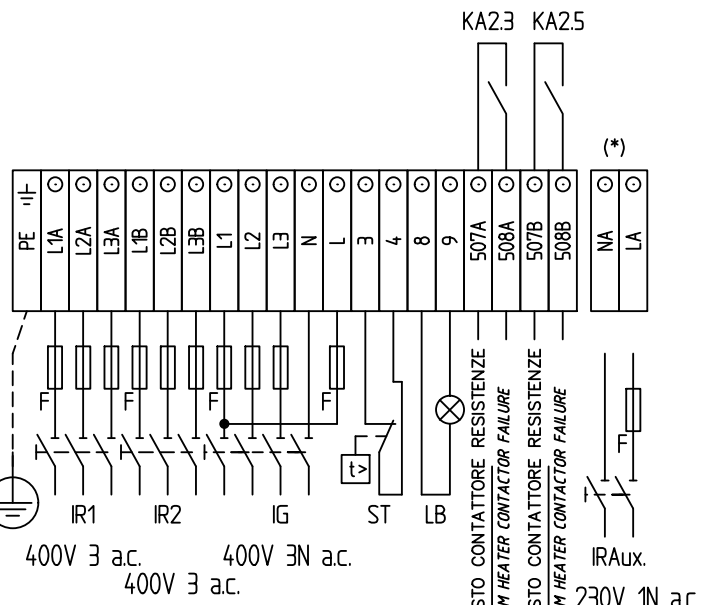 KA2.3 KA2.5
(*)
PE L1A L2A L3A L1B L2B L3B L1 L2 L3 N L 3 4 8 9 507A 508A 507B 508B NA LA
F F F F
F
t>
IR1 IR2 IG ST LB
IRAux.
400V 3 a.c. 400V 3N a.c.
400V 3 a.c.
230V 1N a.c.
CONTATTORE RESISTENZE
HEATER CONTACTOR FAILURE
CONTATTORE RESISTENZE
HEATER CONTACTOR FAILURE